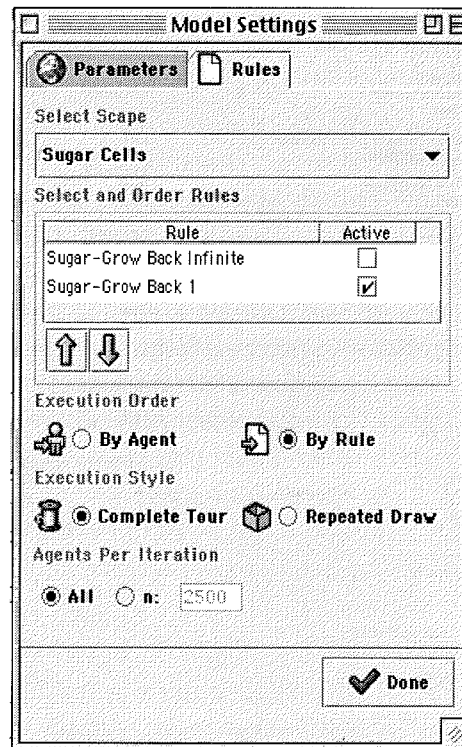 Model Settings
Parameters Rules
Select Scape
Sugar Cells
Select and Order Rules
Rule Active
Sugar-Grow Back Infinite
Sugar-Grow Back 1
Execution Order
By Agent By Rule
Execution Style
Complete Tour Repeated Draw
Agents Per Iteration
All n: 2500
Done